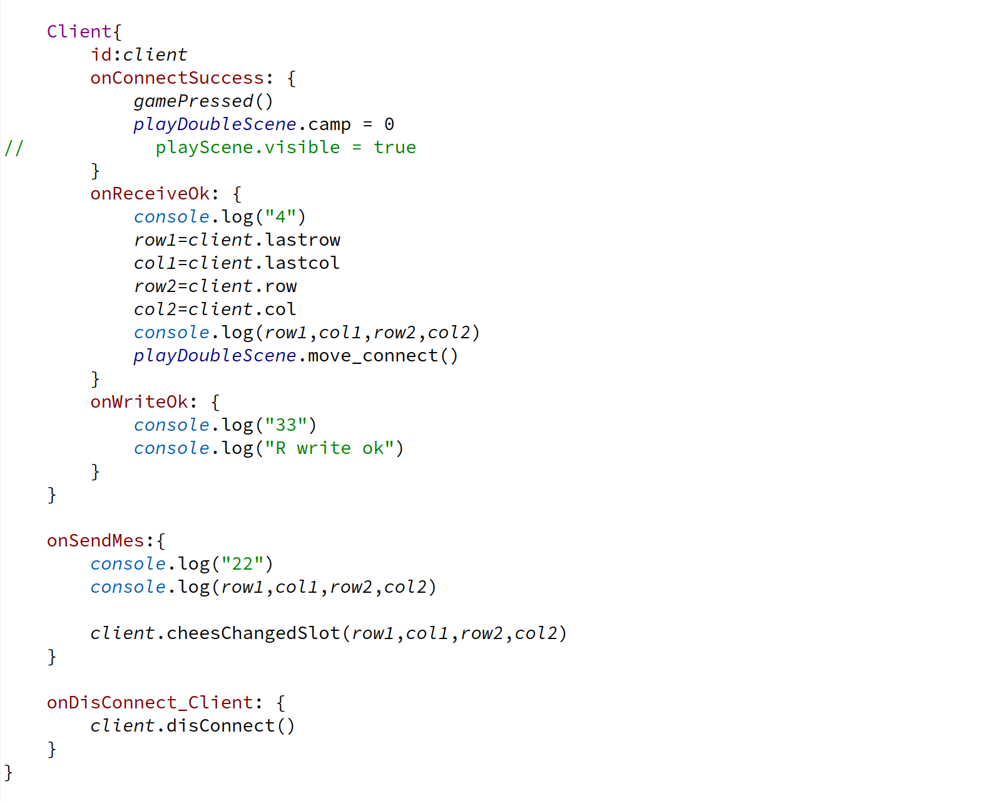 Client{
id:client
onConnectSuccess: {
gamePressed()
playDoubleScene.camp = 0
//            playScene.visible = true
}
onReceiveOk: {
console.log("4")
row1=client.lastrow
col1=client.lastcol
row2=client.row
col2=client.col
console.log(row1,col1,row2,col2)
playDoubleScene.move_connect()
}
onWriteOk: {
console.log("33")
console.log("R write ok")
}
}
onSendMes:{
console.log("22")
console.log(row1,col1,row2,col2)
client.cheesChangedSlot(row1,col1,row2,col2)
}
onDisConnect_Client: {
client.disConnect()
}
}